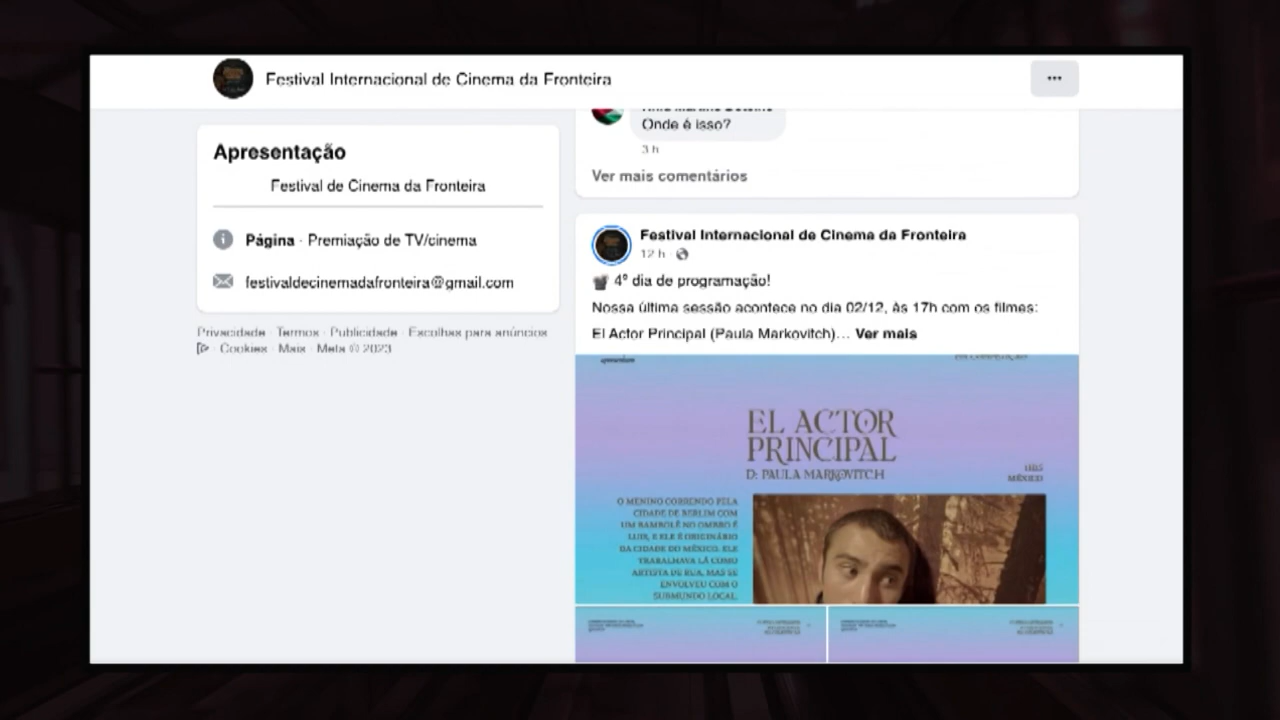 Festival Internacional de Cinema da Fronteira
Apresentação
Festival de Cinema da Fronteira
Página · Premiação de TV/cinema
festivaldecinemadafronteira@gmail.com
Privacidade · Termos · Publicidade · Escolhas para anúncios
· Cookies · Mais · Meta © 2023
Onde é isso?
3 h
Ver mais comentários
Festival Internacional de Cinema da Fronteira
12 h ·
4º dia de programação!
Nossa última sessão acontece no dia 02/12, às 17h com os filmes:
El Actor Principal (Paula Markovitch)... Ver mais
apresentam
EL ACTOR
PRINCIPAL
D: PAULA MARKOVITCH
MÉXICO
O MENINO CORRENDO PELA
CIDADE DE BERLIM COM
UM BAMBOLÊ NO OMBRO É
LUIS, E ELE É ORIGINÁRIO
DA CIDADE DO MÉXICO. ELE
TRABALHAVA LÁ COMO
ARTISTA DE RUA, MAS SE
ENVOLVEU COM O
SUBMUNDO LOCAL.